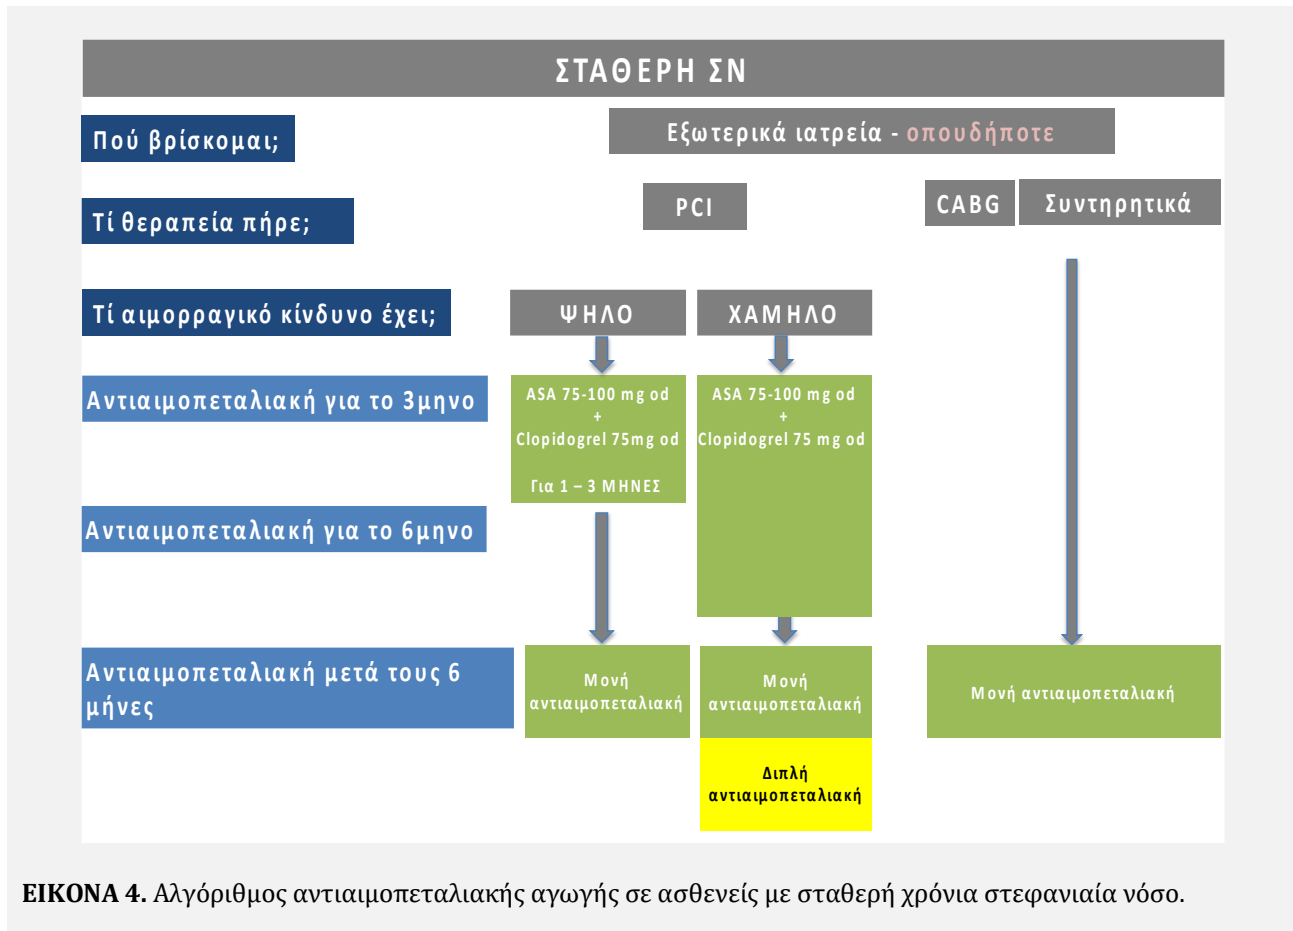 ΣΤΑΘΕΡΗ ΣΝ
Πού βρίσκομαι;
Εξωτερικά ιατρεία - οπουδήποτε
Τί θεραπεία πήρε;
PCI
CABG
Συντηρητικά
Τί αιμορραγικό κίνδυνο έχει;
ΨΗΛΟ
ΧΑΜΗΛΟ
Αντιαιμοπεταλιακή για το 3μηνο
ASA 75-100 mg od
+
Clopidogrel 75mg od
Για 1 – 3 ΜΗΝΕΣ
ASA 75-100 mg od
+
Clopidogrel 75 mg od
Αντιαιμοπεταλιακή για το 6μηνο
Αντιαιμοπεταλιακή μετά τους 6
μήνες
Μονή
αντιαιμοπεταλιακή
Μονή
αντιαιμοπεταλιακή
Μονή αντιαιμοπεταλιακή
Διπλή
αντιαιμοπεταλιακή
ΕΙΚΟΝΑ 4. Αλγόριθμος αντιαιμοπεταλιακής αγωγής σε ασθενείς με σταθερή χρόνια στεφανιαία νόσο.